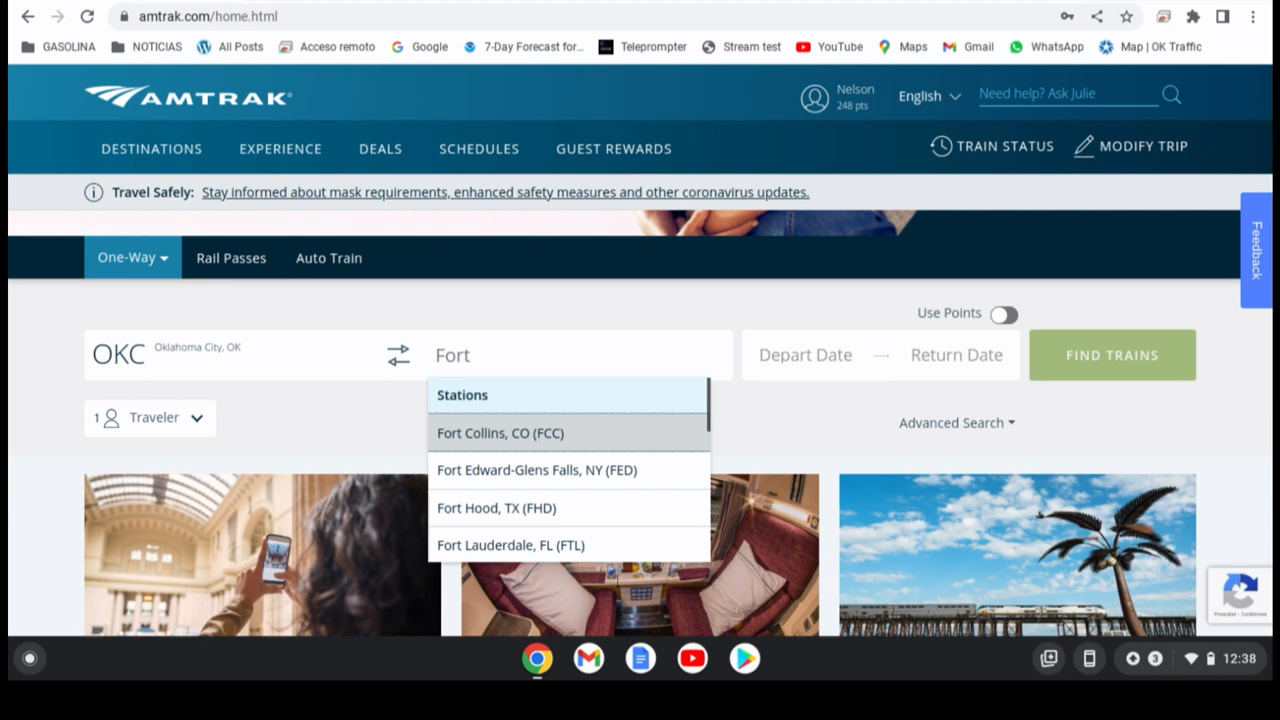 amtrak.com/home.html
GASOLINA NOTICIAS All Posts Acceso remoto Google 7-Day Forecast for... Teleprompter Stream test YouTube Maps Gmail WhatsApp Map | OK Traffic
AMTRAK
Nelson
248 pts
English
Need help? Ask Julie
DESTINATIONS EXPERIENCE DEALS SCHEDULES GUEST REWARDS
TRAIN STATUS MODIFY TRIP
Travel Safely: Stay informed about mask requirements, enhanced safety measures and other coronavirus updates.
Feedback
One-Way Rail Passes Auto Train
Use Points
OKC Oklahoma City, OK
Fort
Depart Date Return Date
FIND TRAINS
1 Traveler
Advanced Search
Stations
Fort Collins, CO (FCC)
Fort Edward-Glens Falls, NY (FED)
Fort Hood, TX (FHD)
Fort Lauderdale, FL (FTL)
3 12:38